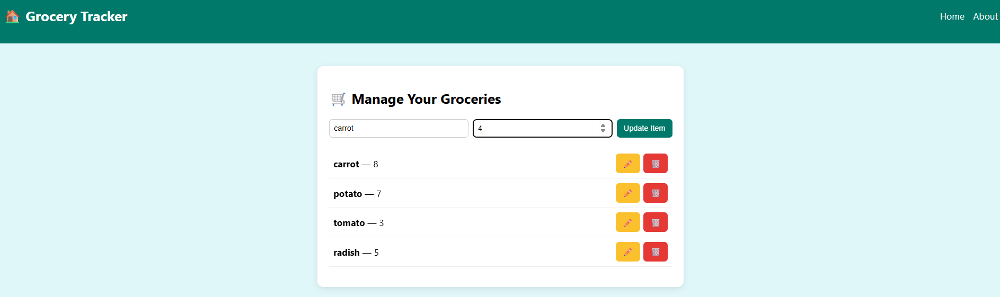 Grocery Tracker
Home About
Manage Your Groceries
carrot 4 Update Item
carrot — 8
potato — 7
tomato — 3
radish — 5